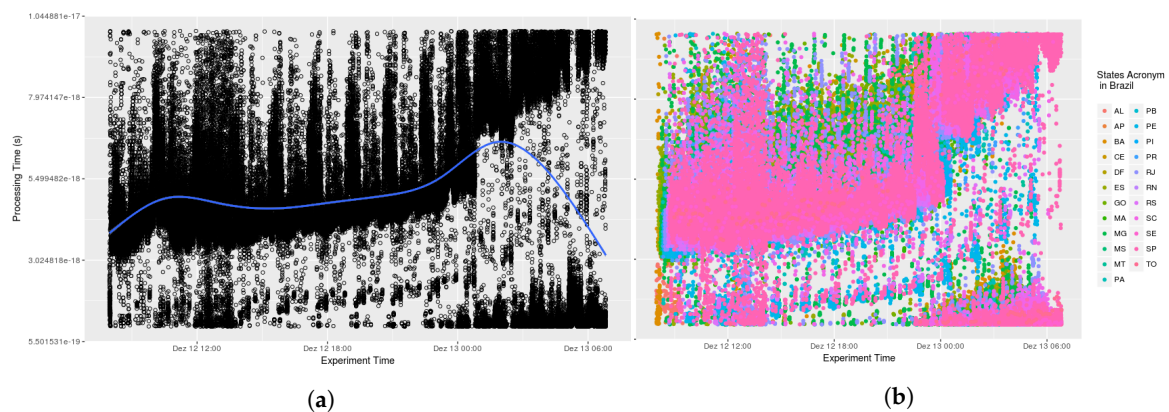 1.044881e-17
7.974147e-18
5.499482e-18
3.024818e-18
5.501531e-19
Processing Time (s)
Dez 12 12:00
Dez 12 18:00
Dez 13 00:00
Dez 13 06:00
Experiment Time
(a)
Dez 12 12:00
Dez 12 18:00
Dez 13 00:00
Dez 13 06:00
Experiment Time
(b)
States Acronym
in Brazil
AL PB
AP PE
BA PI
CE PR
DF RJ
ES RN
GO RS
MA SC
MG SE
MS SP
MT TO
PA